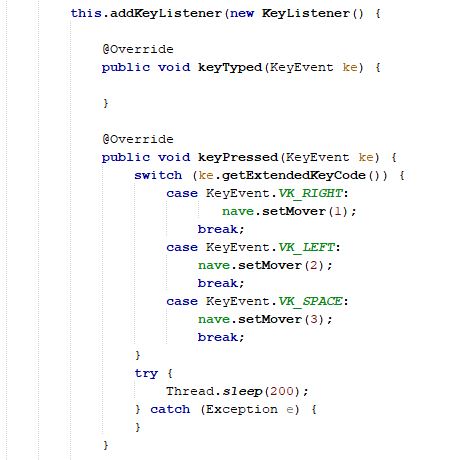 this.addKeyListener(new KeyListener() {
@Override
public void keyTyped(KeyEvent ke) {
}
@Override
public void keyPressed(KeyEvent ke) {
switch (ke.getExtendedKeyCode()) {
case KeyEvent.VK_RIGHT:
nave.setMover(1);
break;
case KeyEvent.VK_LEFT:
nave.setMover(2);
break;
case KeyEvent.VK_SPACE:
nave.setMover(3);
break;
}
try {
Thread.sleep(200);
} catch (Exception e) {
}
}